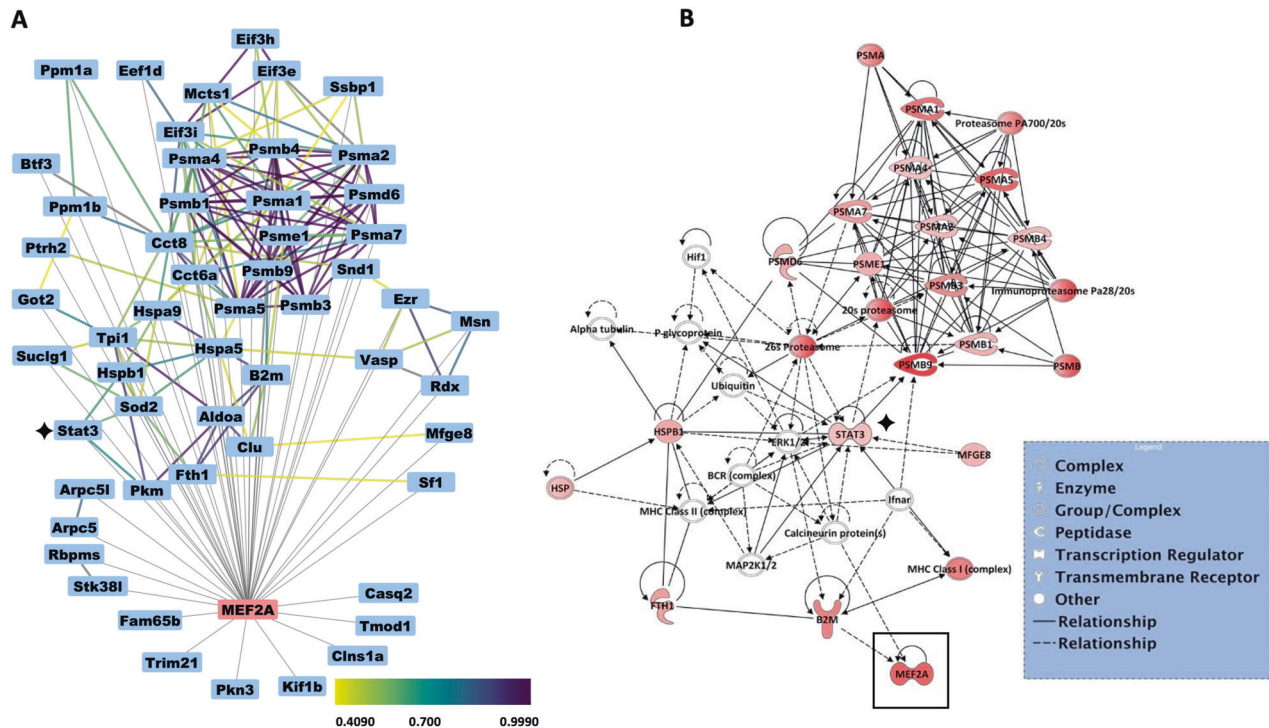 A
Eif3h
Ppm1a
Eef1d
Eif3e
Ssbp1
Mcts1
Eif3i
Psmb4
Psma4
Psma2
Btf3
Psmb1
Psma1
Psmd6
Ppm1b
Psme1
Psma7
Cct8
Ptrh2
Cct6a
Psmb9
Snd1
Got2
Hspa9
Psma5
Psmb3
Ezr
Msn
Tpi1
Suclg1
Hspa5
Vasp
Hspb1
B2m
Rdx
Sod2
Aldoa
Stat3
Clu
Mfge8
Fth1
Arpc5l
Pkm
Sf1
Arpc5
Rbpms
Stk38l
MEF2A
Casq2
Fam65b
Tmod1
Trim21
Clns1a
Pkn3
Kif1b
0.4090 0.700 0.9990
B
PSMA
PSMA1
Proteasome PA700/20s
PSMA4
PSMA5
PSMA7
PSMA2
PSMB4
Hif1
PSMD6
PSME1
PSMB3
Immunoproteasome Pa28/20s
20s proteasome
Alpha tubulin
P-glycoprotein
26s Proteasome
PSMB1
PSMB9
PSMB
Ubiquitin
HSPB1
ERK1/2
STAT3
MFGE8
BCR (complex)
HSP
MHC Class II (complex)
Ifnar
Calcineurin protein(s)
MAP2K1/2
MHC Class I (complex)
FTH1
B2M
MEF2A
Legend
Complex
Enzyme
Group/Complex
Peptidase
Transcription Regulator
Transmembrane Receptor
Other
Relationship
Relationship